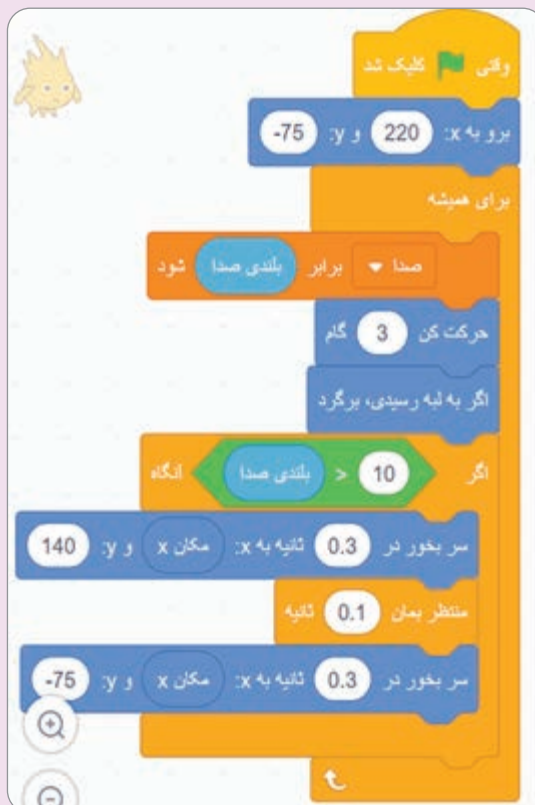 وقتی کلیک شد
برو به x: 220 و y: -75
برای همیشه
صدا برابر بلندی صدا شود
حرکت کن 3 گام
اگر به لبه رسیدی، برگرد
اگر 10 < بلندی صدا آنگاه
سر بخور در 0.3 ثانیه به x: مکان x و y: 140
منتظر بمان 0.1 ثانیه
سر بخور در 0.3 ثانیه به x: مکان x و y: -75